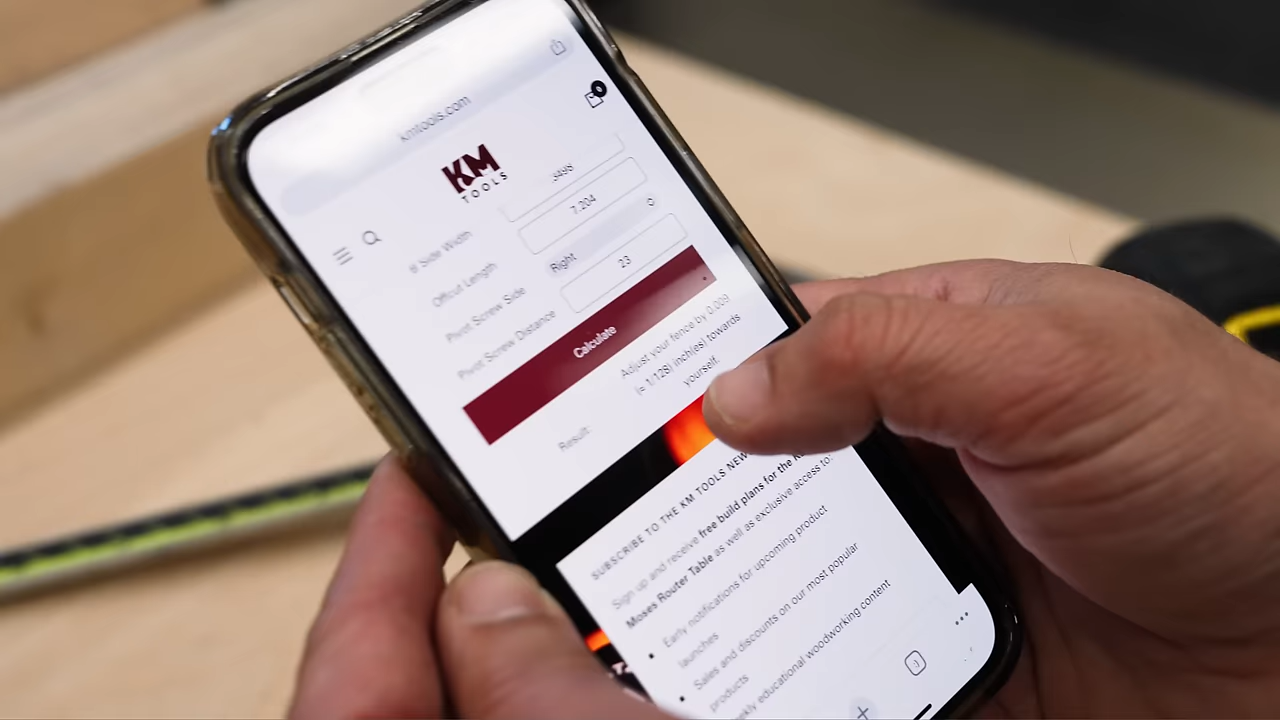 kmtools.com
0
KM
TOOLS
.3498
Side Width
7.204
Offcut Length
Right
Pivot Screw Side
23
Pivot Screw Distance
Calculate
Result:
Adjust your fence by 0.009
(= 1/128) inch(es) towards
yourself.
SUBSCRIBE TO THE KM TOOLS
Sign up and receive free build plans for the
Moses Router Table as well as exclusive access to:
• Early notifications for upcoming product
launches
• Sales and discounts on our most popular
products
educational woodworking content
:)